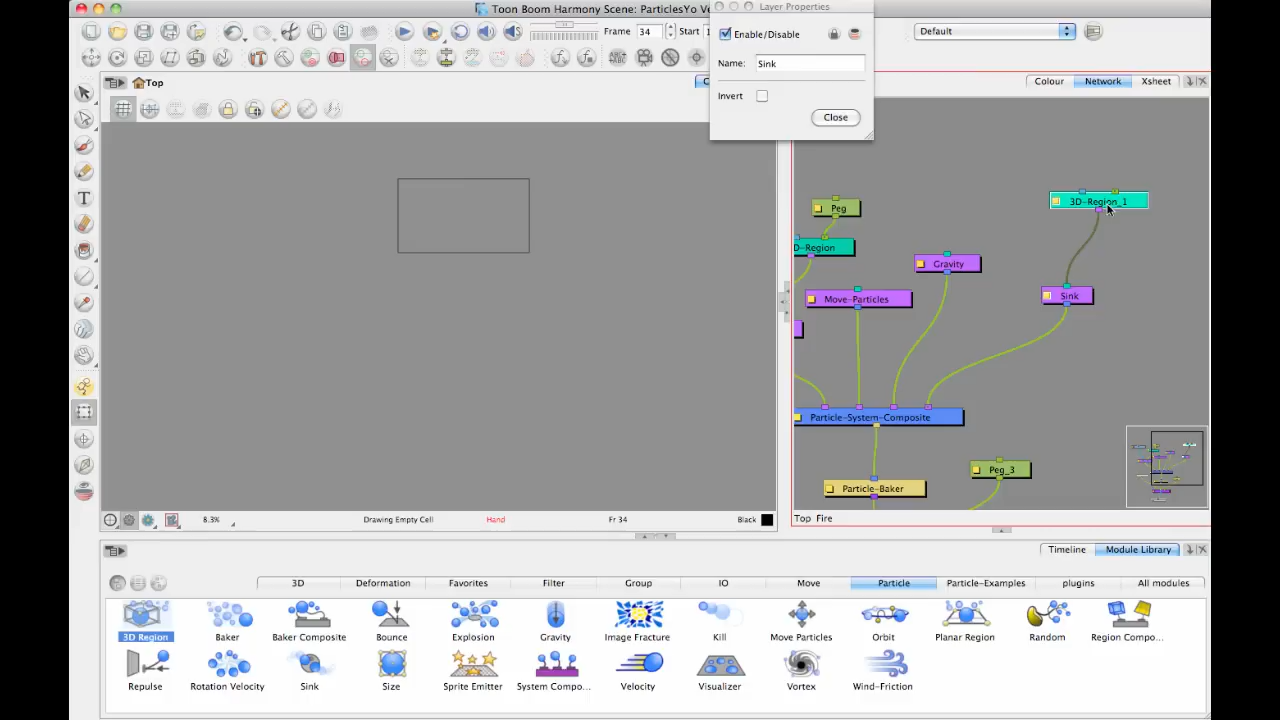 Toon Boom Harmony Scene: ParticlesYo Ve
Layer Properties
Enable/Disable
Name: Sink
Invert
Close
Frame 34 Start 1
Default
Top
C
Colour Network Xsheet
T
3D-Region_1
Peg
D-Region
Gravity
Move-Particles
Sink
Particle-System-Composite
Peg_3
Particle-Baker
8.3% Drawing Empty Cell Hand Fr 34 Black
Top Fire
Timeline Module Library
3D Deformation Favorites Filter Group IO Move Particle Particle-Examples plugins All modules
3D Region Baker Baker Composite Bounce Explosion Gravity Image Fracture Kill Move Particles Orbit Planar Region Random Region Compo...
Repulse Rotation Velocity Sink Size Sprite Emitter System Compo... Velocity Visualizer Vortex Wind-Friction